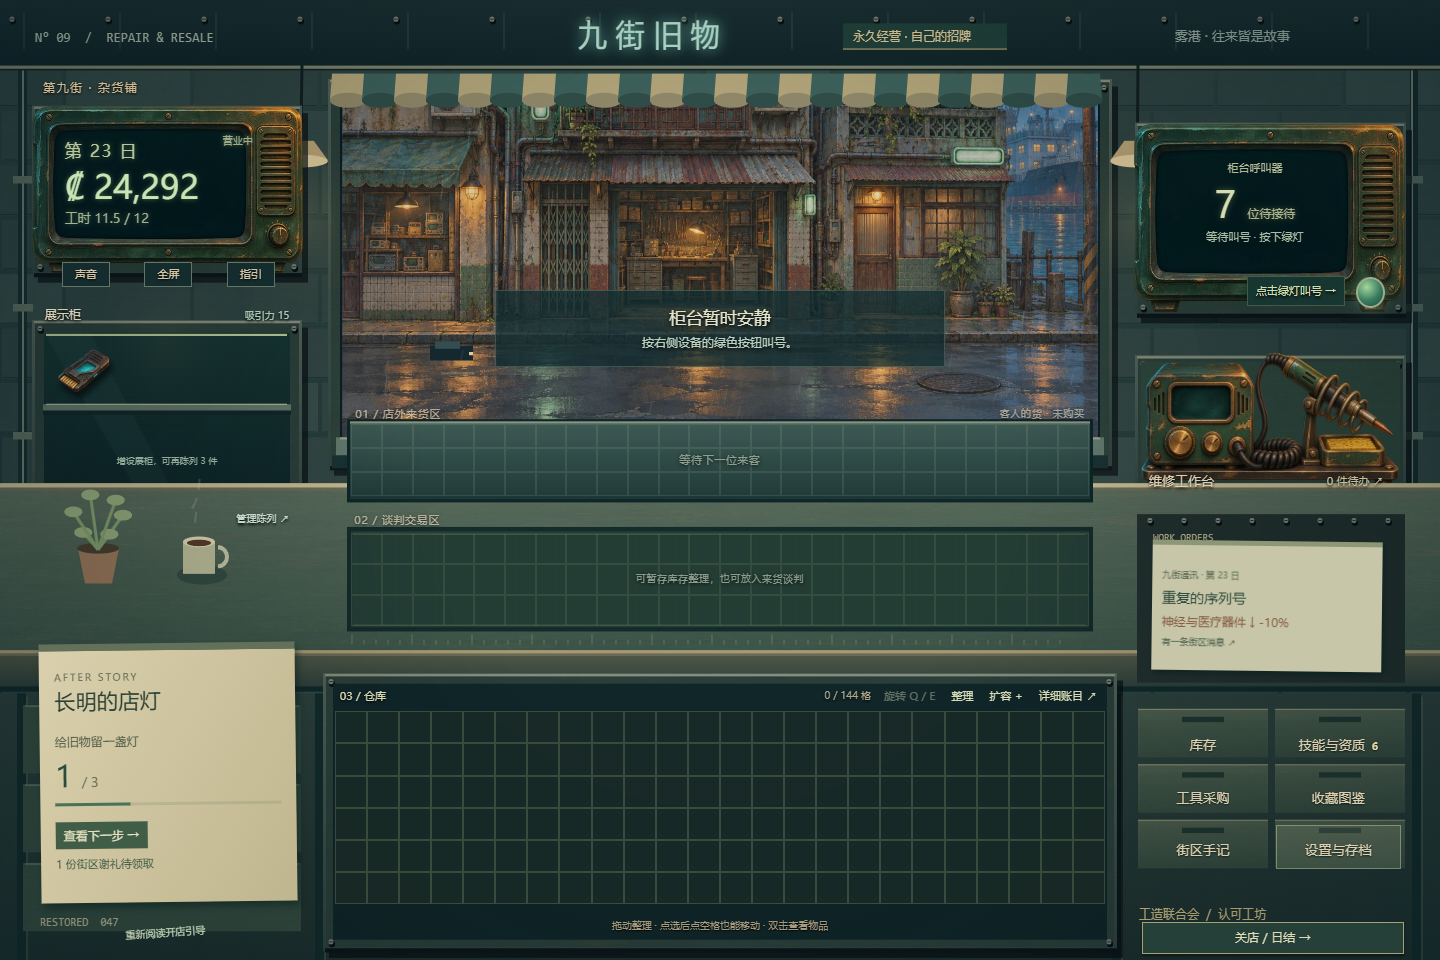 Nº 09 / REPAIR & RESALE
九街旧物
永久经营 · 自己的招牌
雾港 · 往来皆是故事
第九街 · 杂货铺
营业中
第 23 日
₡ 24,292
工时 11.5 / 12
声音
全屏
指引
展示柜
吸引力 15
增设展柜，可再陈列 3 件
管理陈列 ↗
柜台暂时安静
按右侧设备的绿色按钮叫号。
01 / 店外来货区
客人的货 · 未购买
等待下一位来客
02 / 谈判交易区
可暂存库存整理，也可放入来货谈判
柜台呼叫器
7 位待接待
等待叫号 · 按下绿灯
点击绿灯叫号 →
维修工作台
0 件待办 ↗
WORK ORDERS
九街通讯 · 第 23 日
重复的序列号
神经与医疗器件 ↓ -10%
有一条街区消息 ↗
AFTER STORY
长明的店灯
给旧物留一盏灯
1 / 3
查看下一步 →
1 份街区谢礼待领取
RESTORED 047
重新阅读开店引导
03 / 仓库
0 / 144 格
旋转 Q / E
整理
扩容 +
详细账目 ↗
拖动整理 · 点选后点空格也能移动 · 双击查看物品
库存
技能与资质 6
工具采购
收藏图鉴
街区手记
设置与存档
工造联合会 / 认可工坊
关店 / 日结 →